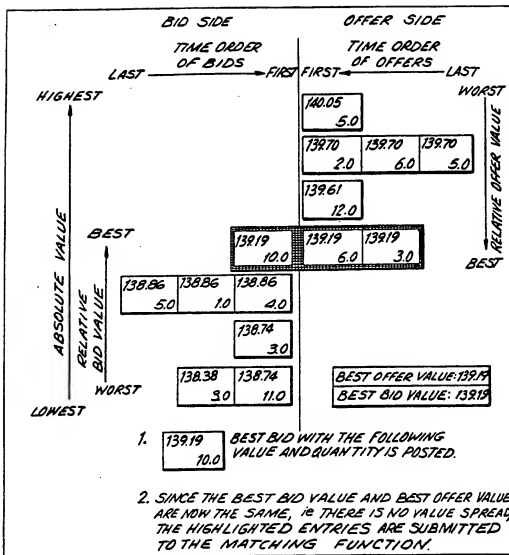 BID SIDE
OFFER SIDE
TIME ORDER
OF BIDS
TIME ORDER
OF OFFERS
LAST
FIRST
FIRST
LAST
HIGHEST
WORST
140.05
5.0
139.70 139.70 139.70
2.0 6.0 5.0
139.61
12.0
139.19 139.19 139.19
10.0 6.0 3.0
138.86 138.86 138.86
5.0 1.0 4.0
138.74
3.0
138.38 138.74
3.0 11.0
ABSOLUTE VALUE
RELATIVE
BID VALUE
BEST
WORST
LOWEST
RELATIVE OFFER VALUE
BEST
BEST OFFER VALUE: 139.19
BEST BID VALUE: 139.19
1. 139.19 BEST BID WITH THE FOLLOWING
10.0 VALUE AND QUANTITY IS POSTED.
2. SINCE THE BEST BID VALUE AND BEST OFFER VALUE
ARE NOW THE SAME, ie THERE IS NO VALUE SPREAD,
THE HIGHLIGHTED ENTRIES ARE SUBMITTED
TO THE MATCHING FUNCTION.